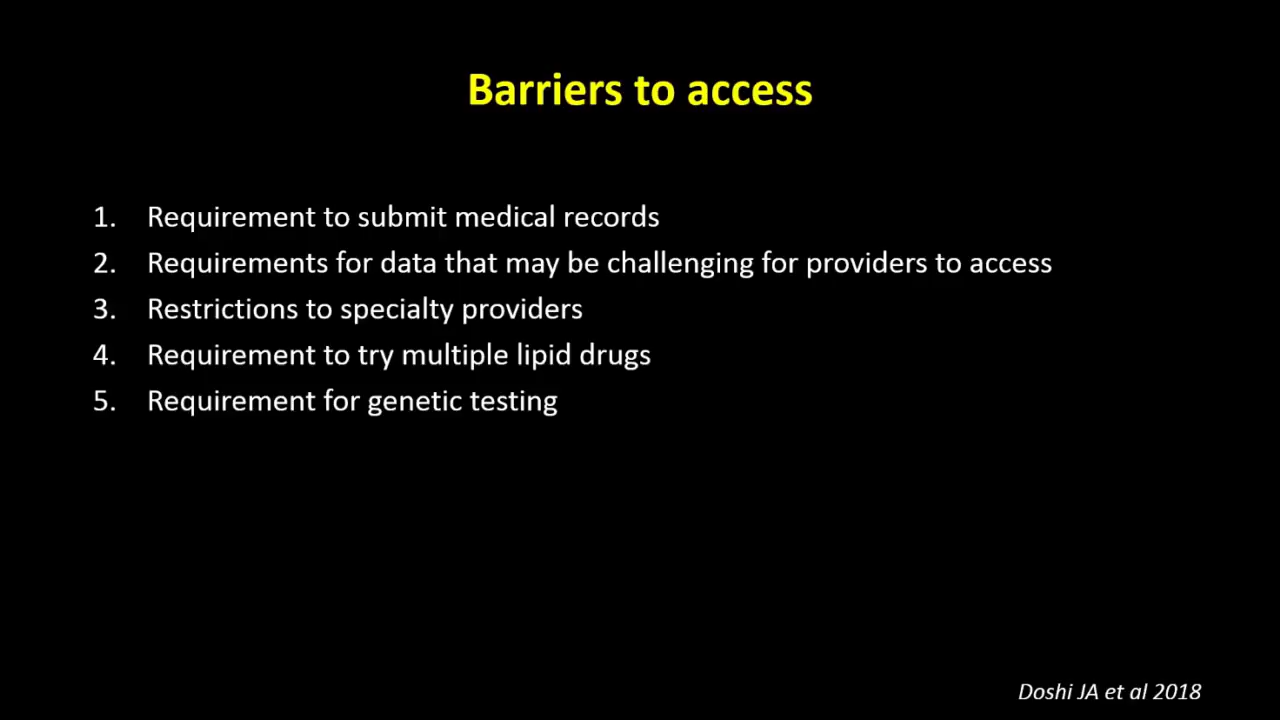 Barriers to access
1. Requirement to submit medical records
2. Requirements for data that may be challenging for providers to access
3. Restrictions to specialty providers
4. Requirement to try multiple lipid drugs
5. Requirement for genetic testing
Doshi JA et al 2018